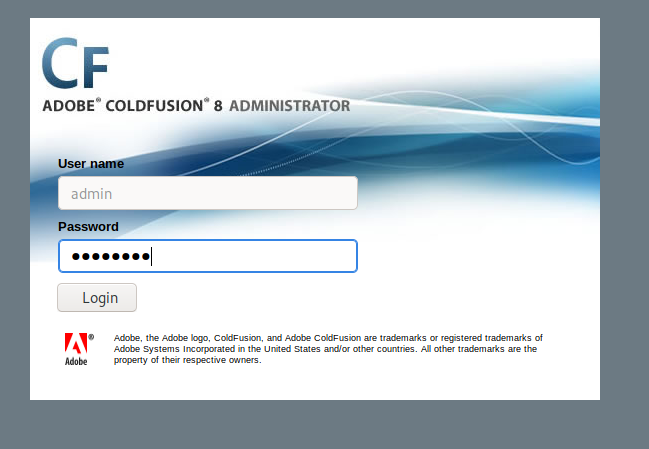 CF
ADOBE® COLDFUSION® 8 ADMINISTRATOR
User name
admin
Password
••••••••
Login
Adobe, the Adobe logo, ColdFusion, and Adobe ColdFusion are trademarks or registered trademarks of
Adobe Systems Incorporated in the United States and/or other countries. All other trademarks are the
property of their respective owners.
®
Adobe